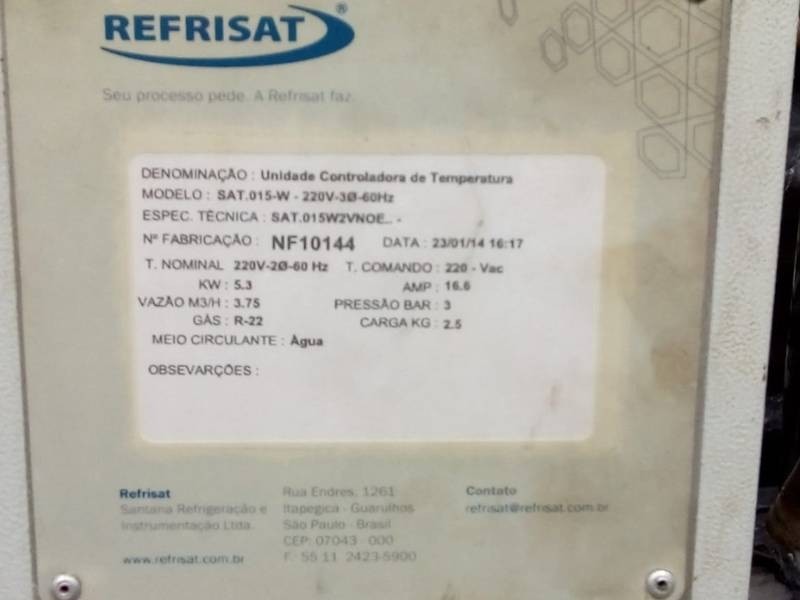 REFRISAT®
Seu processo pede. A Refrisat faz.
DENOMINAÇÃO : Unidade Controladora de Temperatura
MODELO : SAT.015-W - 220V-3Ø-60Hz
ESPEC. TÉCNICA : SAT.015W2VNOE.. -
Nº FABRICAÇÃO : NF10144 DATA : 23/01/14 16:17
T. NOMINAL 220V-2Ø-60 Hz T. COMANDO : 220 - Vac
KW : 5.3 AMP : 16.6
VAZÃO M3/H : 3.75 PRESSÃO BAR : 3
GÁS : R-22 CARGA KG : 2.5
MEIO CIRCULANTE : Água
OBSEVARÇÕES :
Refrisat
Santana Refrigeração e
Instrumentação Ltda.
www.refrisat.com.br
Rua Endres, 1261
Itapegica - Guarulhos
São Paulo - Brasil
CEP: 07043 - 000
F.: 55 11 2423-5900
Contato
refrisat@refrisat.com.br